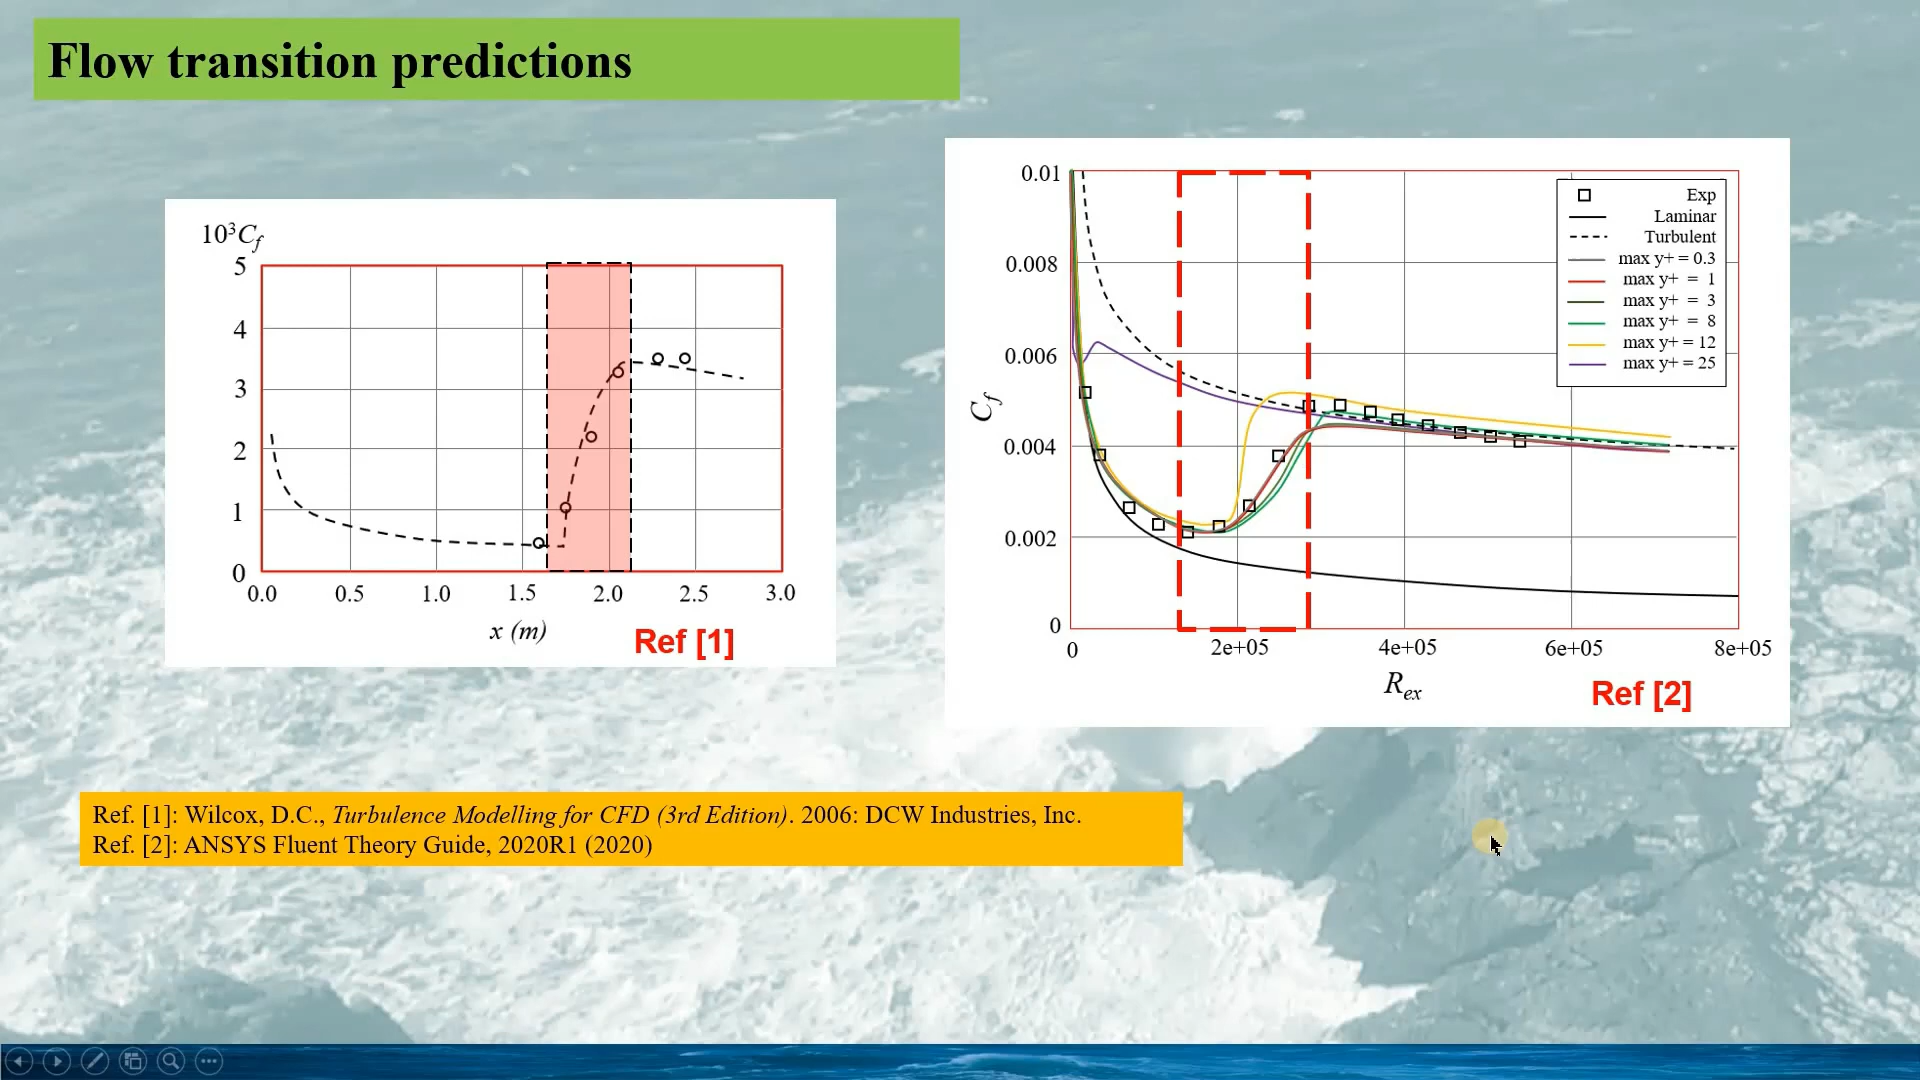 Flow transition predictions
10³C_f
5
4
3
2
1
0
0.0 0.5 1.0 1.5 2.0 2.5 3.0
x (m)
Ref [1]
0.01
0.008
0.006
0.004
0.002
0
C_f
Exp
Laminar
Turbulent
max y+ = 0.3
max y+ = 1
max y+ = 3
max y+ = 8
max y+ = 12
max y+ = 25
0 2e+05 4e+05 6e+05 8e+05
R_ex
Ref [2]
Ref. [1]: Wilcox, D.C., Turbulence Modelling for CFD (3rd Edition). 2006: DCW Industries, Inc.
Ref. [2]: ANSYS Fluent Theory Guide, 2020R1 (2020)